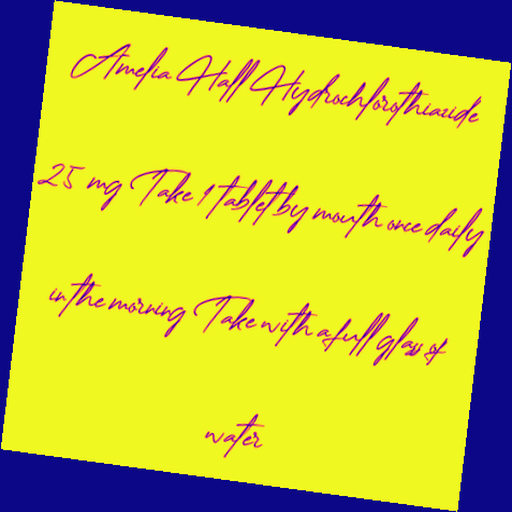 Amelia Hall Hydrochlorothiazide
25 mg Take 1 tablet by mouth once daily
in the morning Take with a full glass of
water